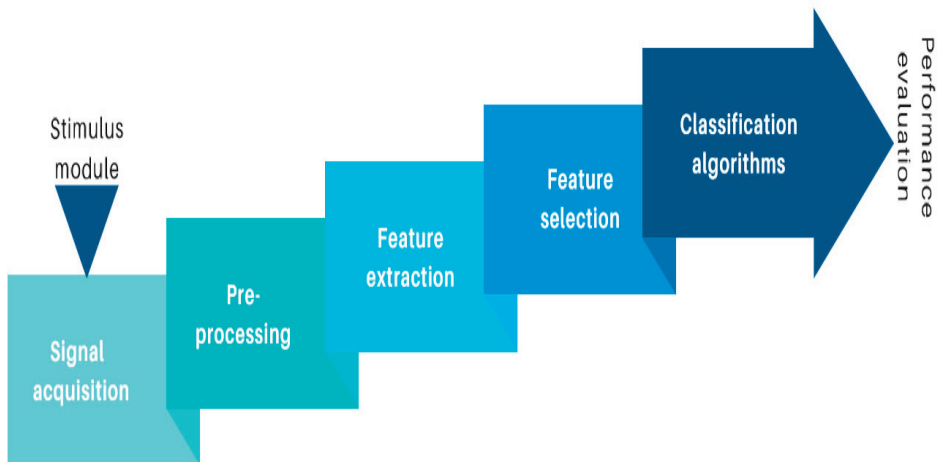 Stimulus
module
Signal
acquisition
Pre-
processing
Feature
extraction
Feature
selection
Classification
algorithms
Performance
evaluation